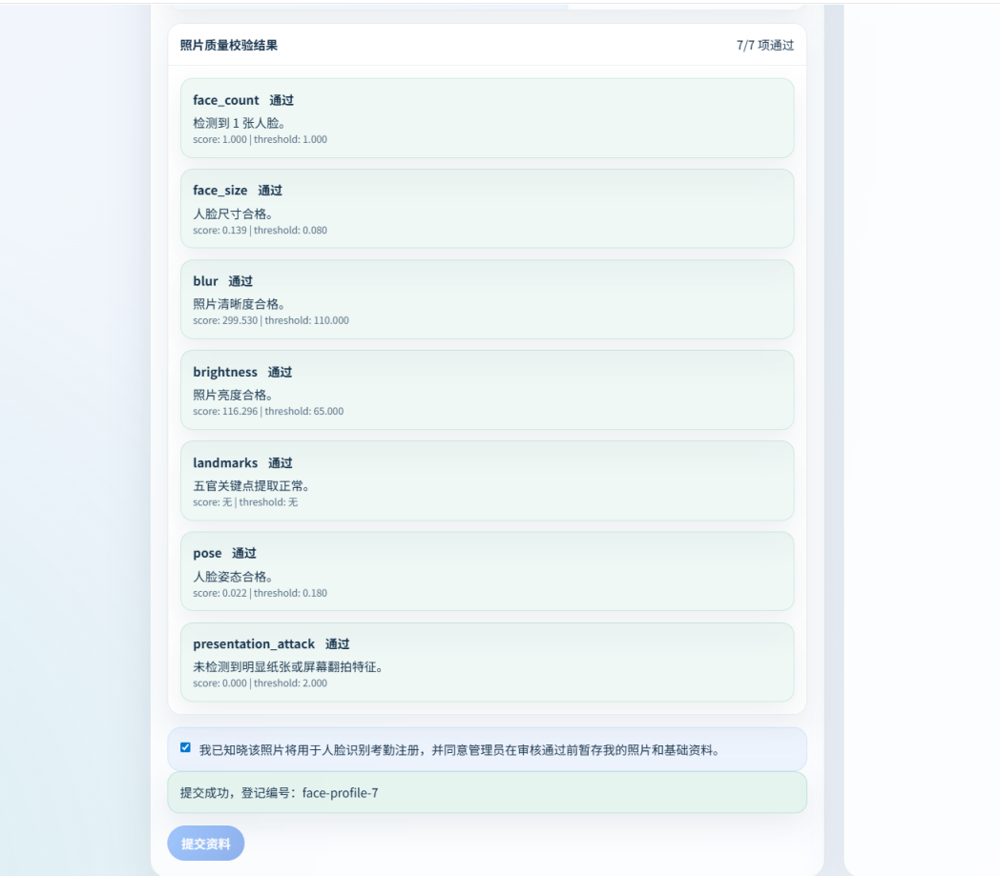 照片质量校验结果 7/7 项通过
face_count 通过
检测到 1 张人脸。
score: 1.000 | threshold: 1.000
face_size 通过
人脸尺寸合格。
score: 0.139 | threshold: 0.080
blur 通过
照片清晰度合格。
score: 299.530 | threshold: 110.000
brightness 通过
照片亮度合格。
score: 116.296 | threshold: 65.000
landmarks 通过
五官关键点提取正常。
score: 无 | threshold: 无
pose 通过
人脸姿态合格。
score: 0.022 | threshold: 0.180
presentation_attack 通过
未检测到明显纸张或屏幕翻拍特征。
score: 0.000 | threshold: 2.000
我已知晓该照片将用于人脸识别考勤注册，并同意管理员在审核通过前暂存我的照片和基础资料。
提交成功，登记编号：face-profile-7
提交资料